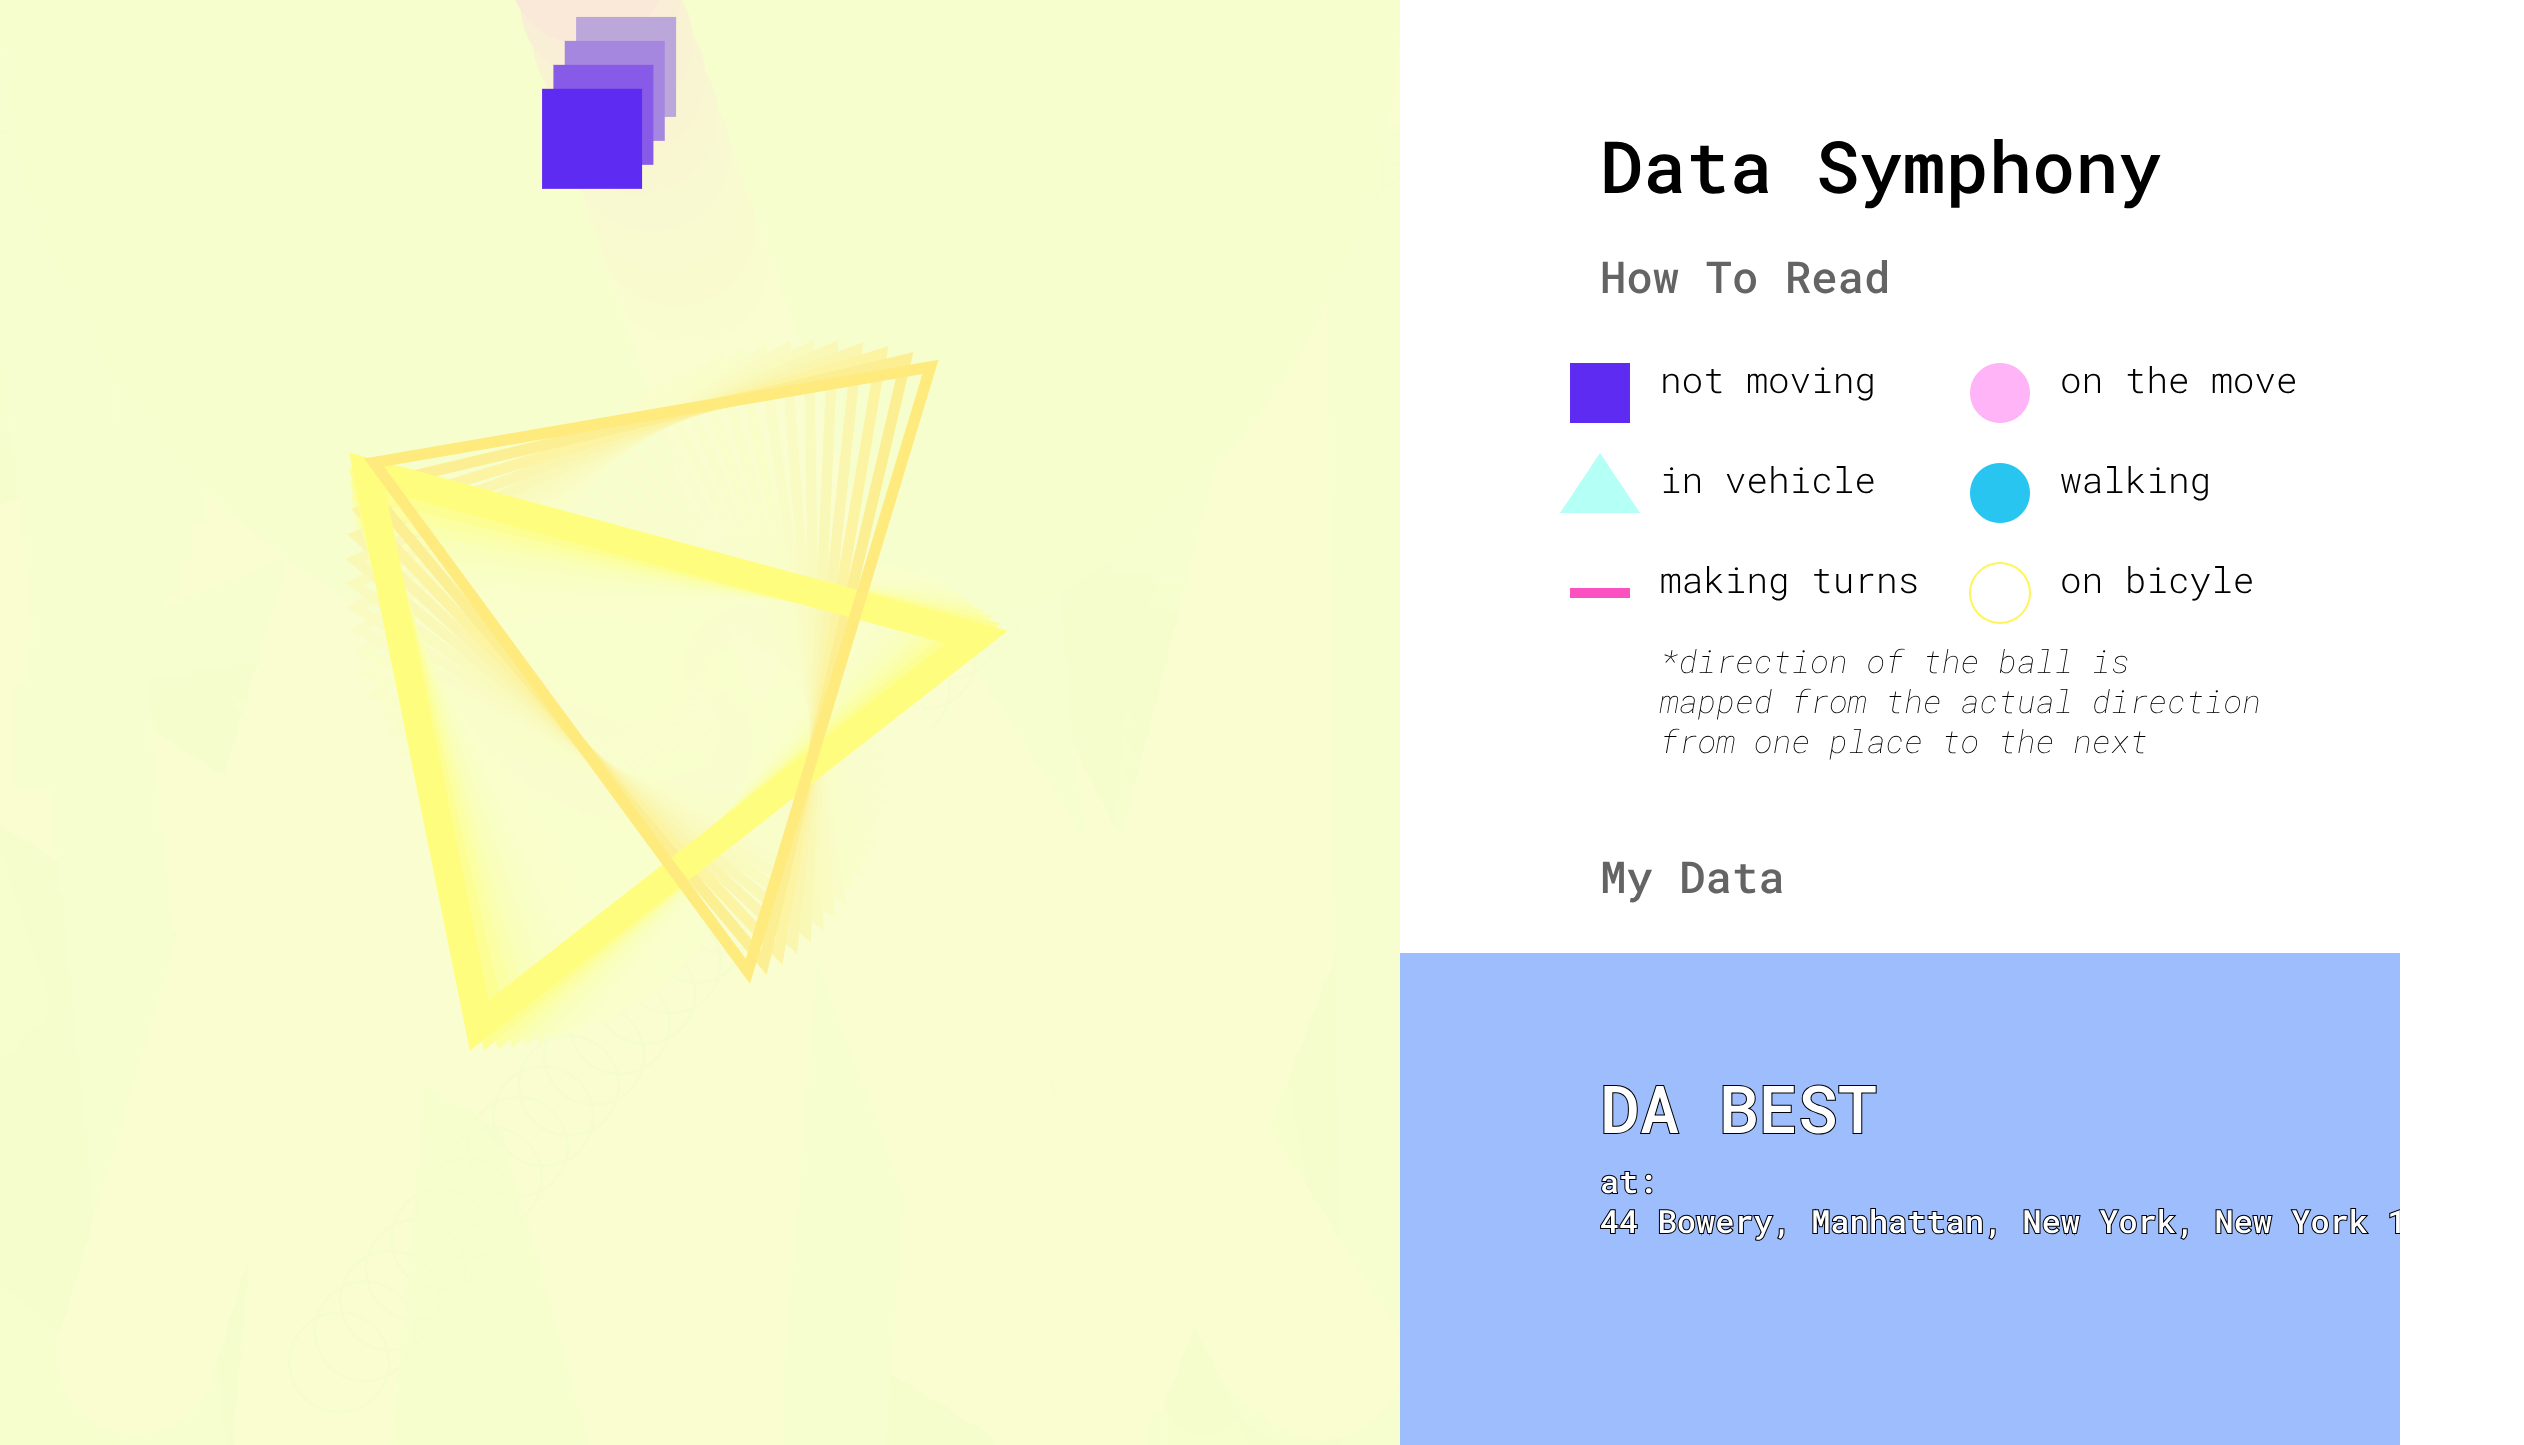 Data Symphony
How To Read
not moving
on the move
in vehicle
walking
making turns
on bicyle
*direction of the ball is
mapped from the actual direction
from one place to the next
My Data
DA BEST
at:
44 Bowery, Manhattan, New York, New York 1